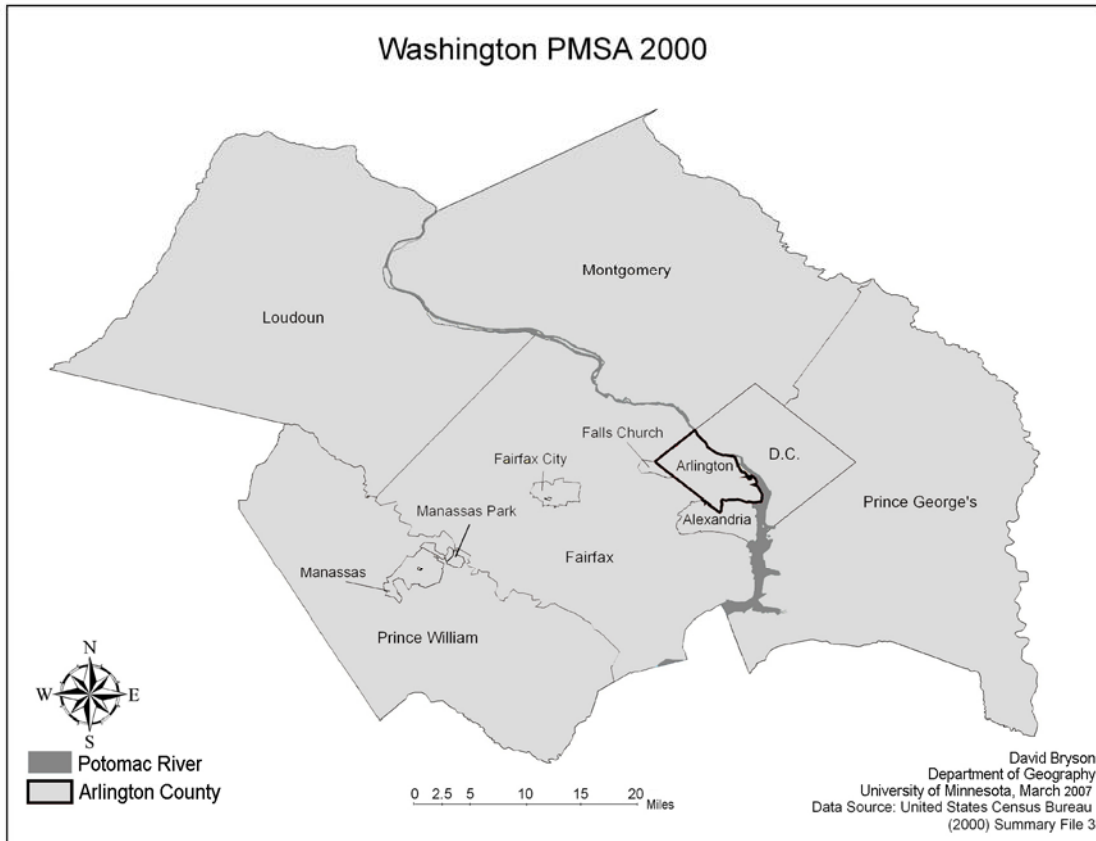 Washington PMSA 2000
Montgomery
Loudoun
Falls Church
D.C.
Fairfax City
Arlington
Prince George's
Manassas Park
Alexandria
Fairfax
Manassas
Prince William
N
W E
S
Potomac River
Arlington County
0 2.5 5 10 15 20
Miles
David Bryson
Department of Geography
University of Minnesota, March 2007
Data Source: United States Census Bureau
(2000) Summary File 3